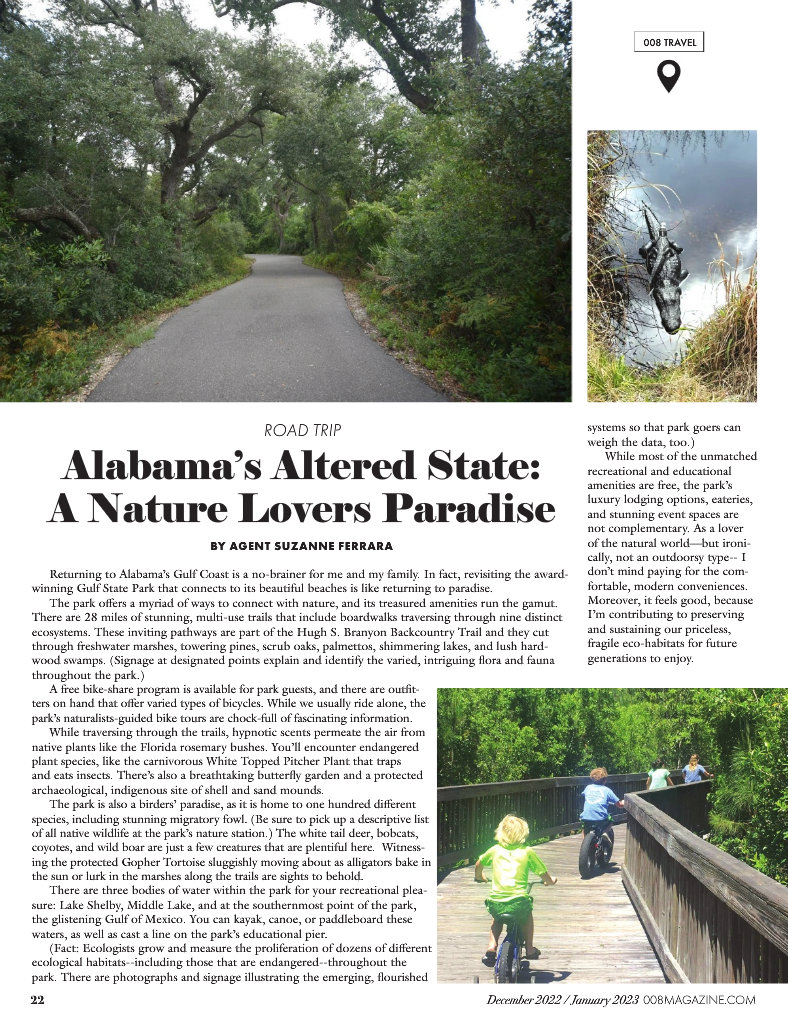 008 TRAVEL
ROAD TRIP
Alabama's Altered State:
A Nature Lovers Paradise
BY AGENT SUZANNE FERRARA
Returning to Alabama's Gulf Coast is a no-brainer for me and my family. In fact, revisiting the award-
winning Gulf State Park that connects to its beautiful beaches is like returning to paradise.
The park offers a myriad of ways to connect with nature, and its treasured amenities run the gamut.
There are 28 miles of stunning, multi-use trails that include boardwalks traversing through nine distinct
ecosystems. These inviting pathways are part of the Hugh S. Branyon Backcountry Trail and they cut
through freshwater marshes, towering pines, scrub oaks, palmettos, shimmering lakes, and lush hard-
wood swamps. (Signage at designated points explain and identify the varied, intriguing flora and fauna
throughout the park.)
A free bike-share program is available for park guests, and there are outfit-
ters on hand that offer varied types of bicycles. While we usually ride alone, the
park's naturalists-guided bike tours are chock-full of fascinating information.
While traversing through the trails, hypnotic scents permeate the air from
native plants like the Florida rosemary bushes. You'll encounter endangered
plant species, like the carnivorous White Topped Pitcher Plant that traps
and eats insects. There's also a breathtaking butterfly garden and a protected
archaeological, indigenous site of shell and sand mounds.
The park is also a birders' paradise, as it is home to one hundred different
species, including stunning migratory fowl. (Be sure to pick up a descriptive list
of all native wildlife at the park's nature station.) The white tail deer, bobcats,
coyotes, and wild boar are just a few creatures that are plentiful here. Witness-
ing the protected Gopher Tortoise sluggishly moving about as alligators bake in
the sun or lurk in the marshes along the trails are sights to behold.
There are three bodies of water within the park for your recreational plea-
sure: Lake Shelby, Middle Lake, and at the southernmost point of the park,
the glistening Gulf of Mexico. You can kayak, canoe, or paddleboard these
waters, as well as cast a line on the park's educational pier.
(Fact: Ecologists grow and measure the proliferation of dozens of different
ecological habitats--including those that are endangered--throughout the
park. There are photographs and signage illustrating the emerging, flourished
systems so that park goers can
weigh the data, too.)
While most of the unmatched
recreational and educational
amenities are free, the park's
luxury lodging options, eateries,
and stunning event spaces are
not complementary. As a lover
of the natural world—but ironi-
cally, not an outdoorsy type-- I
don't mind paying for the com-
fortable, modern conveniences.
Moreover, it feels good, because
I'm contributing to preserving
and sustaining our priceless,
fragile eco-habitats for future
generations to enjoy.
22
December 2022 / January 2023 008MAGAZINE.COM